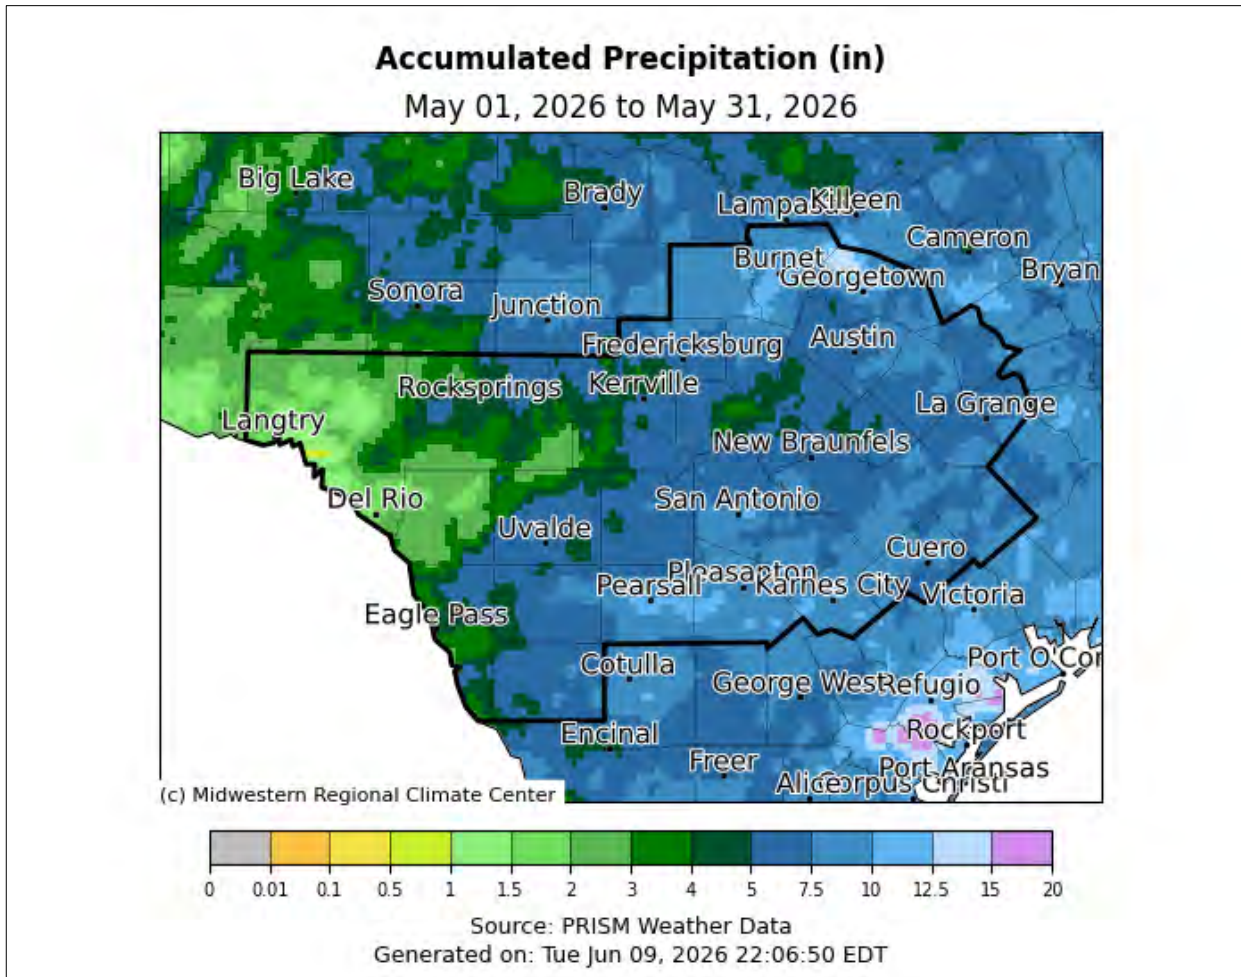 Accumulated Precipitation (in)
May 01, 2026 to May 31, 2026
Big Lake
Brady
Lampasas
Killeen
Cameron
Burnet
Bryan
Georgetown
Sonora
Junction
Austin
Fredericksburg
Rocksprings
Kerrville
La Grange
Langtry
New Braunfels
Del Rio
San Antonio
Uvalde
Cuero
Pleasanton
Pearsall
Karnes City
Victoria
Eagle Pass
Port O'Con
Cotulla
George West
Refugio
Encinal
Rockport
Freer
Port Aransas
Alice
Corpus Christi
(c) Midwestern Regional Climate Center
0 0.01 0.1 0.5 1 1.5 2 3 4 5 7.5 10 12.5 15 20
Source: PRISM Weather Data
Generated on: Tue Jun 09, 2026 22:06:50 EDT